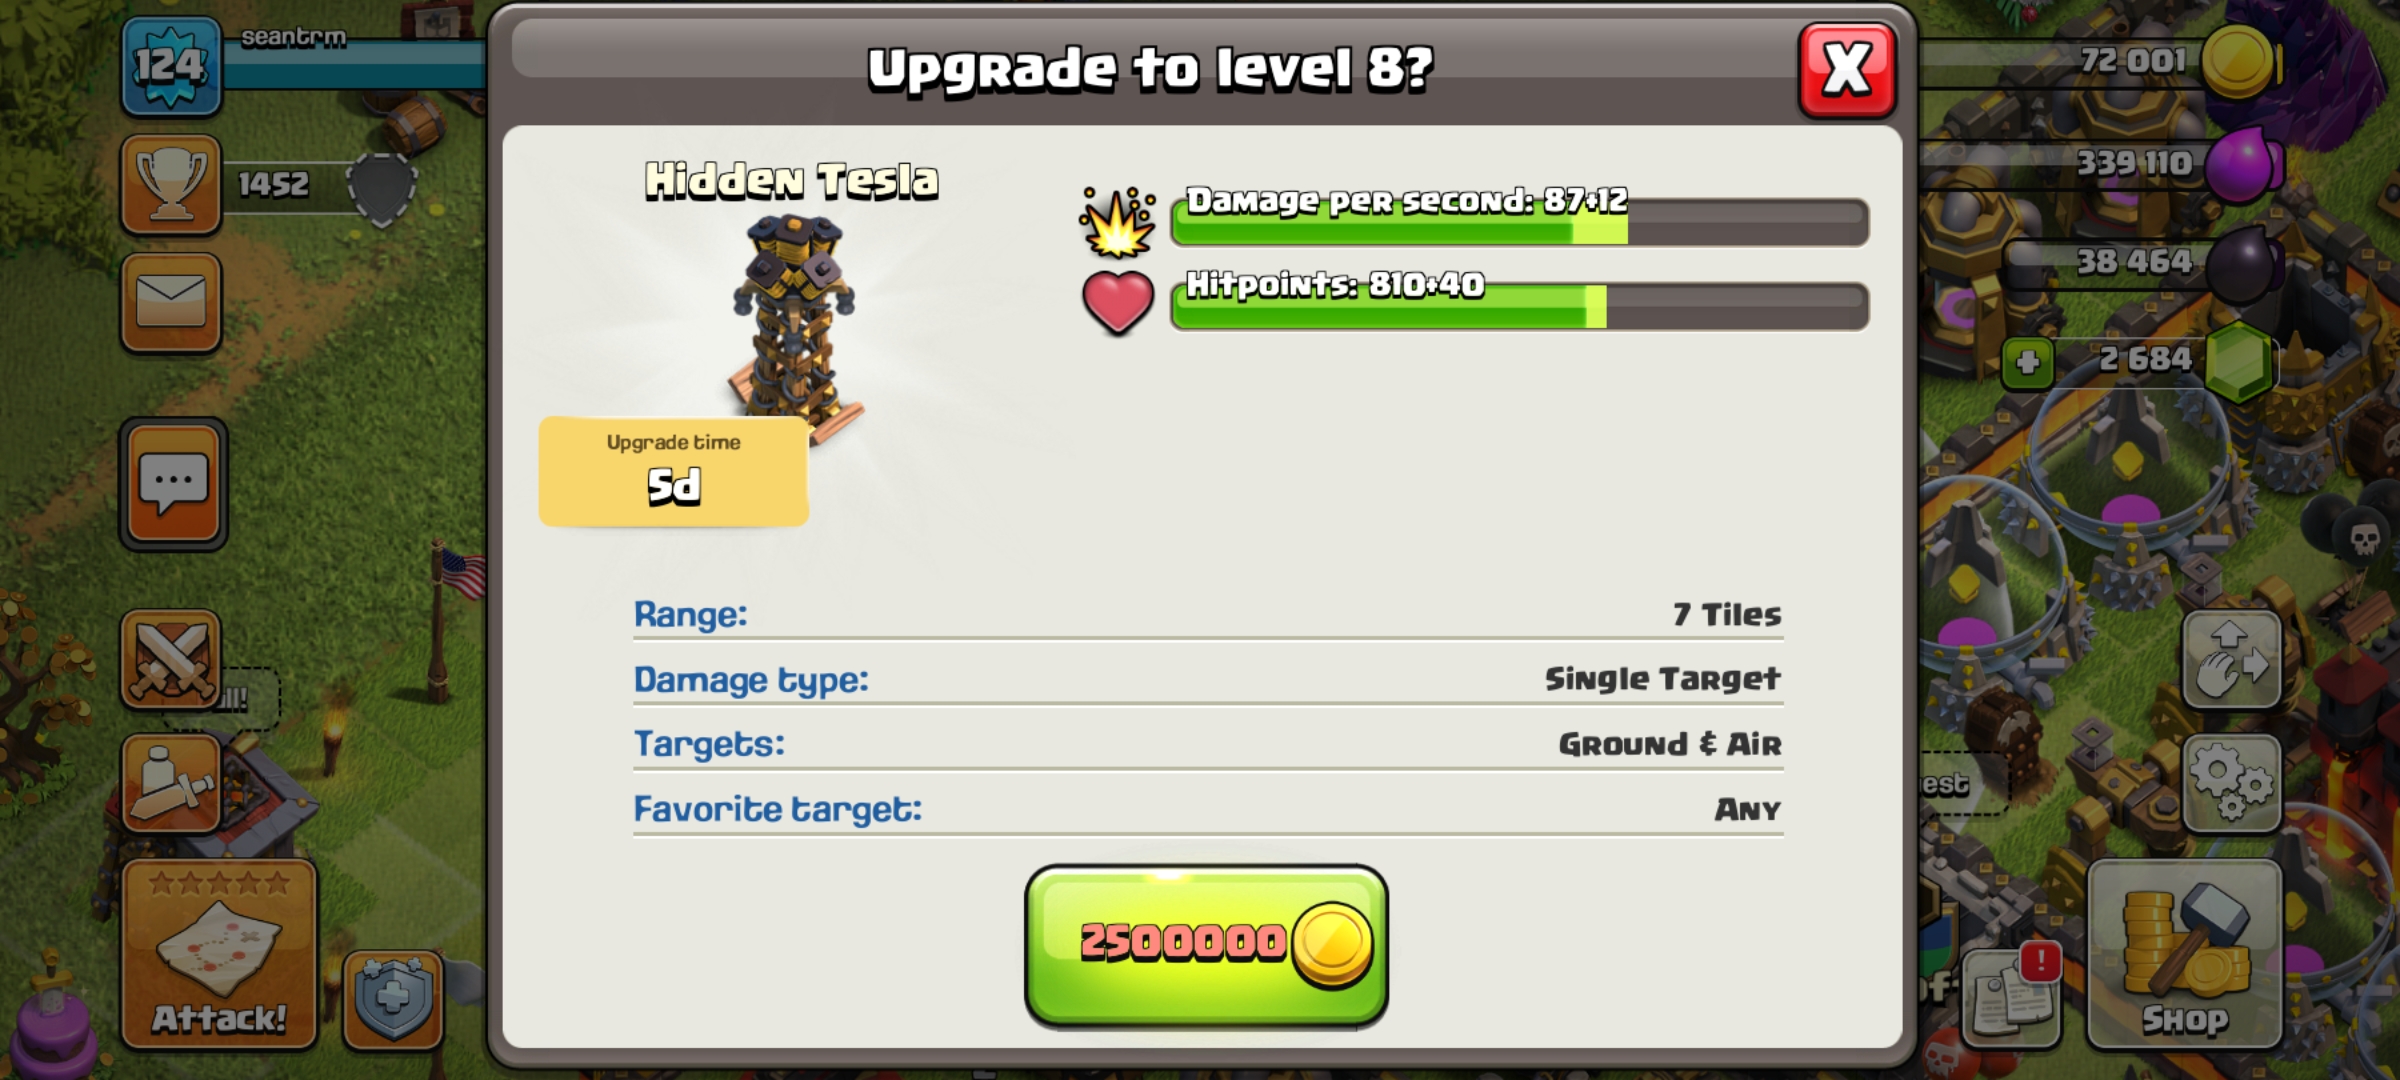 124
seantrm
1452
Upgrade to level 8?
X
72 001
339 110
38 464
2 684
Hidden Tesla
Damage per second: 87+12
Hitpoints: 810+40
Upgrade time
5d
Range: 7 Tiles
Damage type: Single Target
Targets: Ground & Air
Favorite target: Any
2500000
Attack!
!
Shop